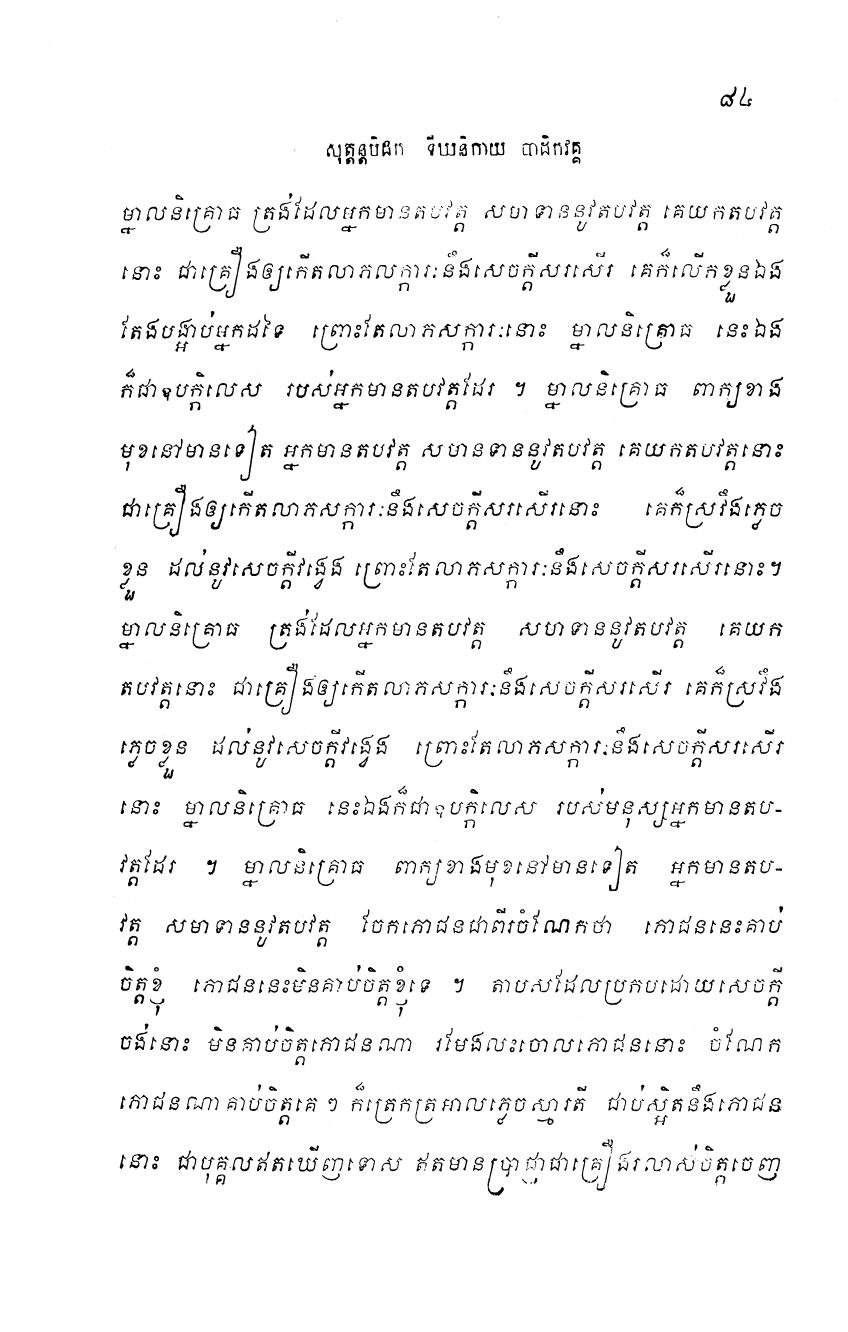 ៨៤
សុត្តន្តបិដក ទីឃនិកាយ បាដិកវគ្គ
ម្នាលនិគ្រោធ ត្រង់ដែលអ្នកមានតបវត្ត សមាទាននូវតបវត្ត គេយកតបវត្ត
នោះ ជាគ្រឿងឲ្យកើតលាភសក្ការៈនឹងសេចក្តីសរសើរ គេក៏លើកខ្លួនឯង
តែងបង្អាប់អ្នកដទៃ ព្រោះតែលាភសក្ការៈនោះ ម្នាលនិគ្រោធ នេះឯង
ក៏ជាឧបក្កិលេស របស់អ្នកមានតបវត្តដែរ ។ ម្នាលនិគ្រោធ ពាក្យខាង
មុខនៅមានទៀត អ្នកមានតបវត្ត សមាទាននូវតបវត្ត គេយកតបវត្តនោះ
ជាគ្រឿងឲ្យកើតលាភសក្ការៈនឹងសេចក្តីសរសើរនោះ គេក៏ស្រវឹងភ្លេច
ខ្លួន ដល់នូវសេចក្តីវង្វេង ព្រោះតែលាភសក្ការៈនឹងសេចក្តីសរសើរនោះ។
ម្នាលនិគ្រោធ ត្រង់ដែលអ្នកមានតបវត្ត សមាទាននូវតបវត្ត គេយក
តបវត្តនោះ ជាគ្រឿងឲ្យកើតលាភសក្ការៈនឹងសេចក្តីសរសើរ គេក៏ស្រវឹង
ភ្លេចខ្លួន ដល់នូវសេចក្តីវង្វេង ព្រោះតែលាភសក្ការៈនឹងសេចក្តីសរសើរ
នោះ ម្នាលនិគ្រោធ នេះឯងក៏ជាឧបក្កិលេស របស់មនុស្សអ្នកមានតប-
វត្តដែរ ។ ម្នាលនិគ្រោធ ពាក្យខាងមុខនៅមានទៀត អ្នកមានតប-
វត្ត សមាទាននូវតបវត្ត ចែកភោជនជាពីរចំណែកថា ភោជននេះគាប់
ចិត្តខ្ញុំ ភោជននេះមិនគាប់ចិត្តខ្ញុំទេ ។ តាបសដែលប្រកបដោយសេចក្តី
ចង់នោះ មិនគាប់ចិត្តភោជនណា រមែងលះចោលភោជននោះ ចំណែក
ភោជនណាគាប់ចិត្តគេ ៗ ក៏ត្រេកត្រអាលភ្លេចស្មារតី ជាប់ស្អិតនឹងភោជន
នោះ ជាបុគ្គលឥតឃើញទោស ឥតមានប្រាជ្ញាជាគ្រឿងរលាស់ចិត្តចេញ